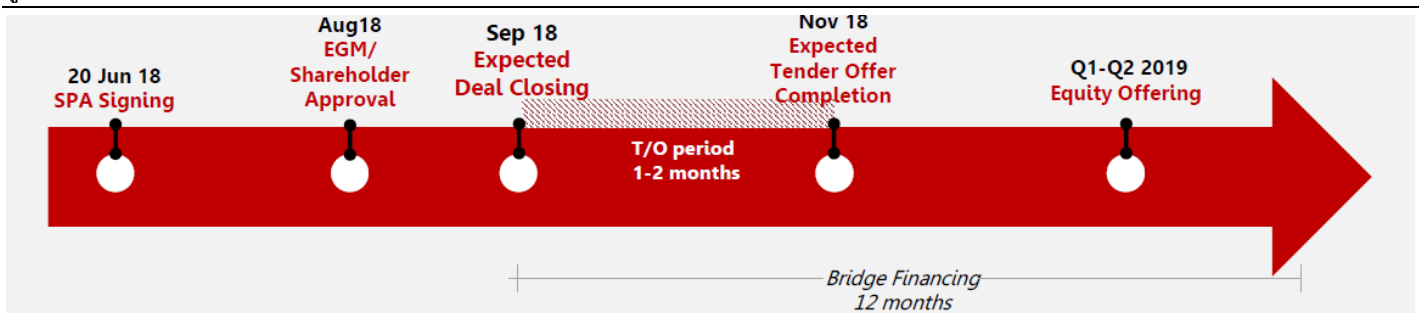 20 Jun 18
SPA Signing
Aug18
EGM/
Shareholder
Approval
Sep 18
Expected
Deal Closing
Nov 18
Expected
Tender Offer
Completion
Q1-Q2 2019
Equity Offering
T/O period
1-2 months
Bridge Financing
12 months